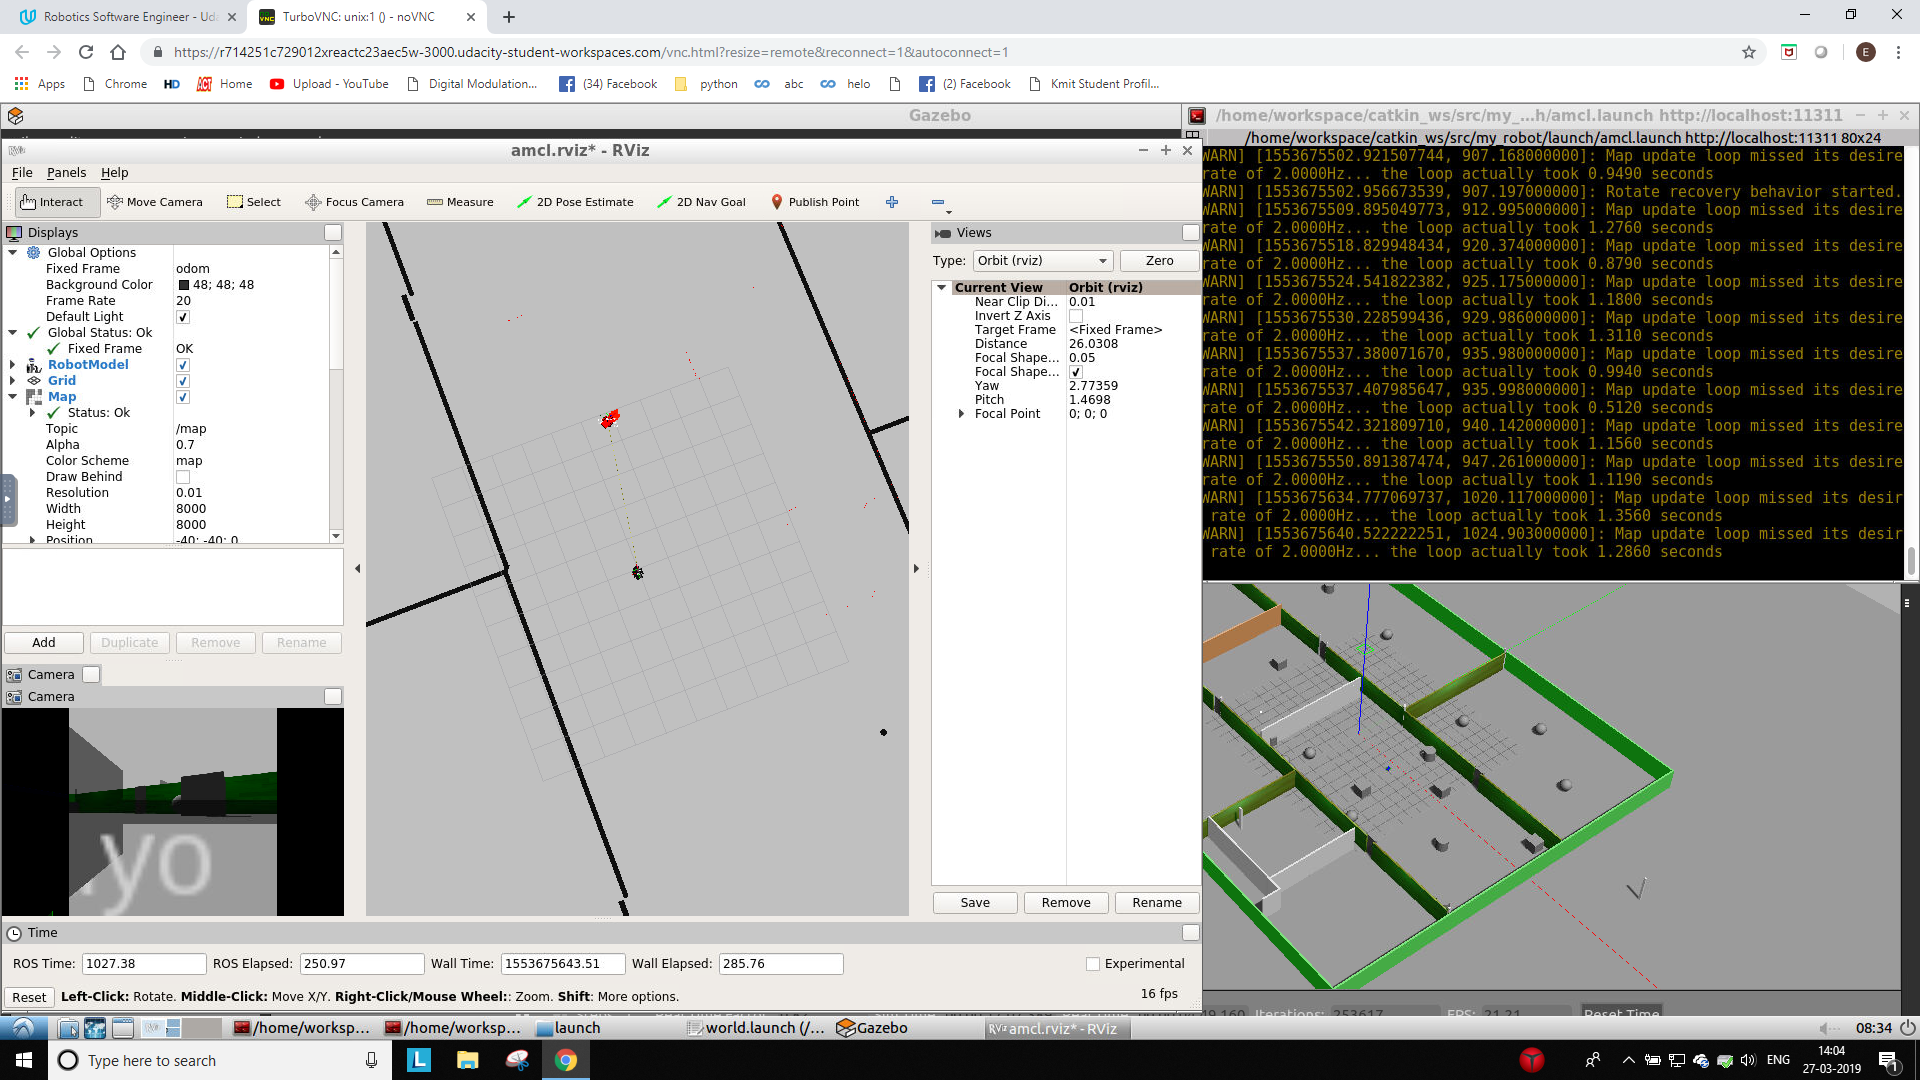 Robotics Software Engineer - Uda
TurboVNC: unix:1 () - noVNC
https://r714251c729012xreactc23aec5w-3000.udacity-student-workspaces.com/vnc.html?resize=remote&reconnect=1&autoconnect=1
E
Apps Chrome HD ACT Home Upload - YouTube Digital Modulation... (34) Facebook python abc helo (2) Facebook Kmit Student Profil...
Gazebo
/home/workspace/catkin_ws/src/my_...h/amcl.launch http://localhost:11311
/home/workspace/catkin_ws/src/my_robot/launch/amcl.launch http://localhost:11311 80x24
amcl.rviz* - RViz
File Panels Help
Interact Move Camera Select Focus Camera Measure 2D Pose Estimate 2D Nav Goal Publish Point
Displays
Global Options
Fixed Frame odom
Background Color 48; 48; 48
Frame Rate 20
Default Light
Global Status: Ok
Fixed Frame OK
RobotModel
Grid
Map
Status: Ok
Topic /map
Alpha 0.7
Color Scheme map
Draw Behind
Resolution 0.01
Width 8000
Height 8000
Position -40; -40; 0
Add Duplicate Remove Rename
Camera
Camera
yo
Views
Type: Orbit (rviz) Zero
Current View Orbit (rviz)
Near Clip Di... 0.01
Invert Z Axis
Target Frame <Fixed Frame>
Distance 26.0308
Focal Shape... 0.05
Focal Shape...
Yaw 2.77359
Pitch 1.4698
Focal Point 0; 0; 0
Save Remove Rename
WARN] [1553675502.921507744, 907.168000000]: Map update loop missed its desire
rate of 2.0000Hz... the loop actually took 0.9490 seconds
WARN] [1553675502.956673539, 907.197000000]: Rotate recovery behavior started.
WARN] [1553675509.895049773, 912.995000000]: Map update loop missed its desire
rate of 2.0000Hz... the loop actually took 1.2760 seconds
WARN] [1553675518.829948434, 920.374000000]: Map update loop missed its desire
rate of 2.0000Hz... the loop actually took 0.8790 seconds
WARN] [1553675524.541822382, 925.175000000]: Map update loop missed its desire
rate of 2.0000Hz... the loop actually took 1.1800 seconds
WARN] [1553675530.228599436, 929.986000000]: Map update loop missed its desire
rate of 2.0000Hz... the loop actually took 1.3110 seconds
WARN] [1553675537.380071670, 935.980000000]: Map update loop missed its desire
rate of 2.0000Hz... the loop actually took 0.9940 seconds
WARN] [1553675537.407985647, 935.998000000]: Map update loop missed its desire
rate of 2.0000Hz... the loop actually took 0.5120 seconds
WARN] [1553675542.321809710, 940.142000000]: Map update loop missed its desire
rate of 2.0000Hz... the loop actually took 1.1560 seconds
WARN] [1553675550.891387474, 947.261000000]: Map update loop missed its desire
rate of 2.0000Hz... the loop actually took 1.1190 seconds
WARN] [1553675634.777069737, 1020.117000000]: Map update loop missed its desir
rate of 2.0000Hz... the loop actually took 1.3560 seconds
WARN] [1553675640.522222251, 1024.903000000]: Map update loop missed its desir
rate of 2.0000Hz... the loop actually took 1.2860 seconds
Time
ROS Time: 1027.38 ROS Elapsed: 250.97 Wall Time: 1553675643.51 Wall Elapsed: 285.76 Experimental
Reset Left-Click: Rotate. Middle-Click: Move X/Y. Right-Click/Mouse Wheel:: Zoom. Shift: More options. 16 fps
Iterations: 253617 FPS: 21.21 Reset Time
/home/worksp... /home/worksp... launch world.launch (/... Gazebo RViz amcl.rviz* - RViz 08:34
Type here to search
L
ENG
14:04
27-03-2019
1